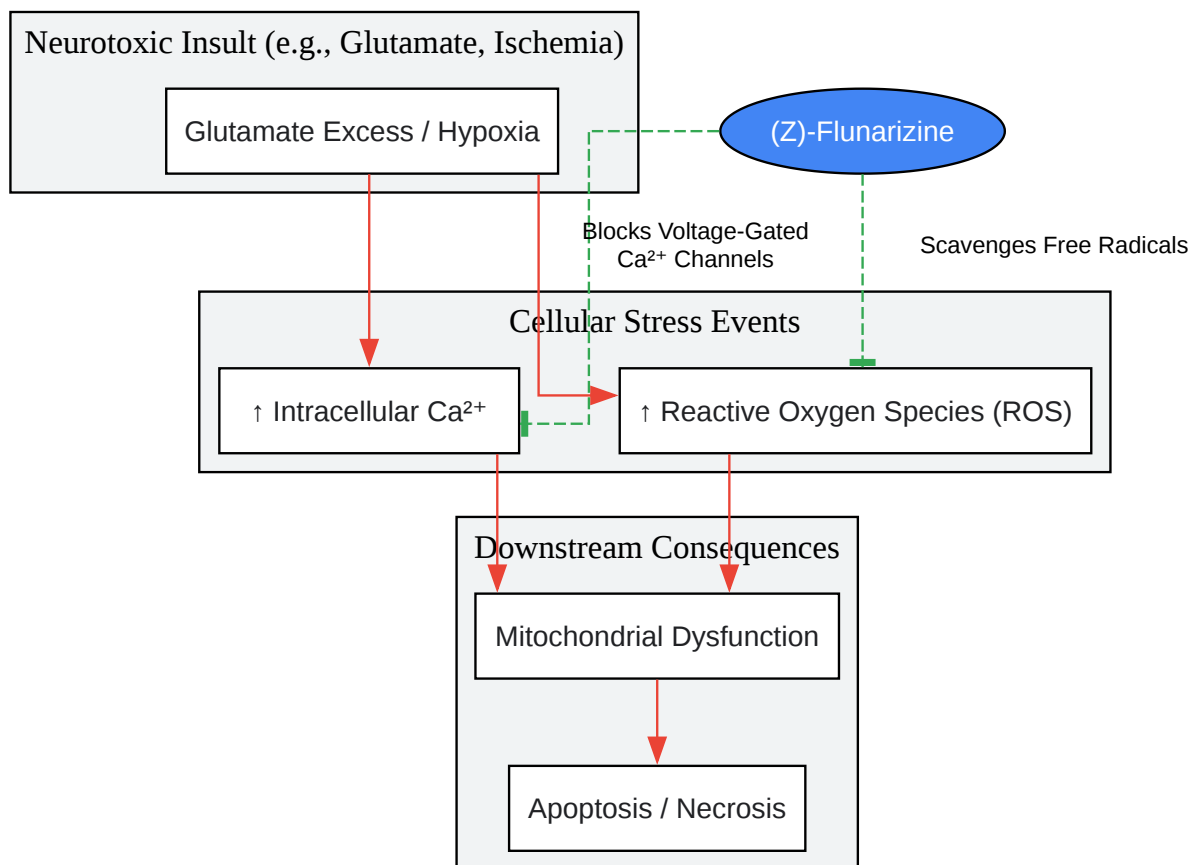 Neurotoxic Insult (e.g., Glutamate, Ischemia)
Glutamate Excess / Hypoxia
(Z)-Flunarizine
Blocks Voltage-Gated
Ca²⁺ Channels
Scavenges Free Radicals
Cellular Stress Events
↑ Intracellular Ca²⁺
↑ Reactive Oxygen Species (ROS)
Downstream Consequences
Mitochondrial Dysfunction
Apoptosis / Necrosis